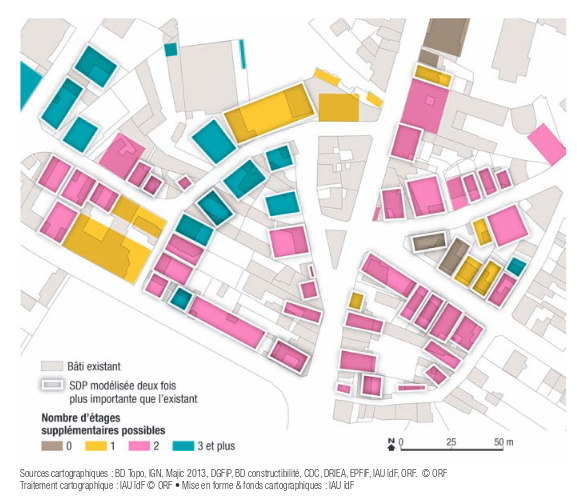 Bâti existant
SDP modélisée deux fois
plus importante que l'existant
Nombre d'étages
supplémentaires possibles
0 1 2 3 et plus
N 0 25 50 m
Sources cartographiques : BD Topo, IGN, Majic 2013, DGFiP, BD constructibilité, CDC, DRIEA, EPFIF, IAU îdF, ORF. © ORF
Traitement cartographique : IAU îdF © ORF • Mise en forme & fonds cartographiques : IAU îdF